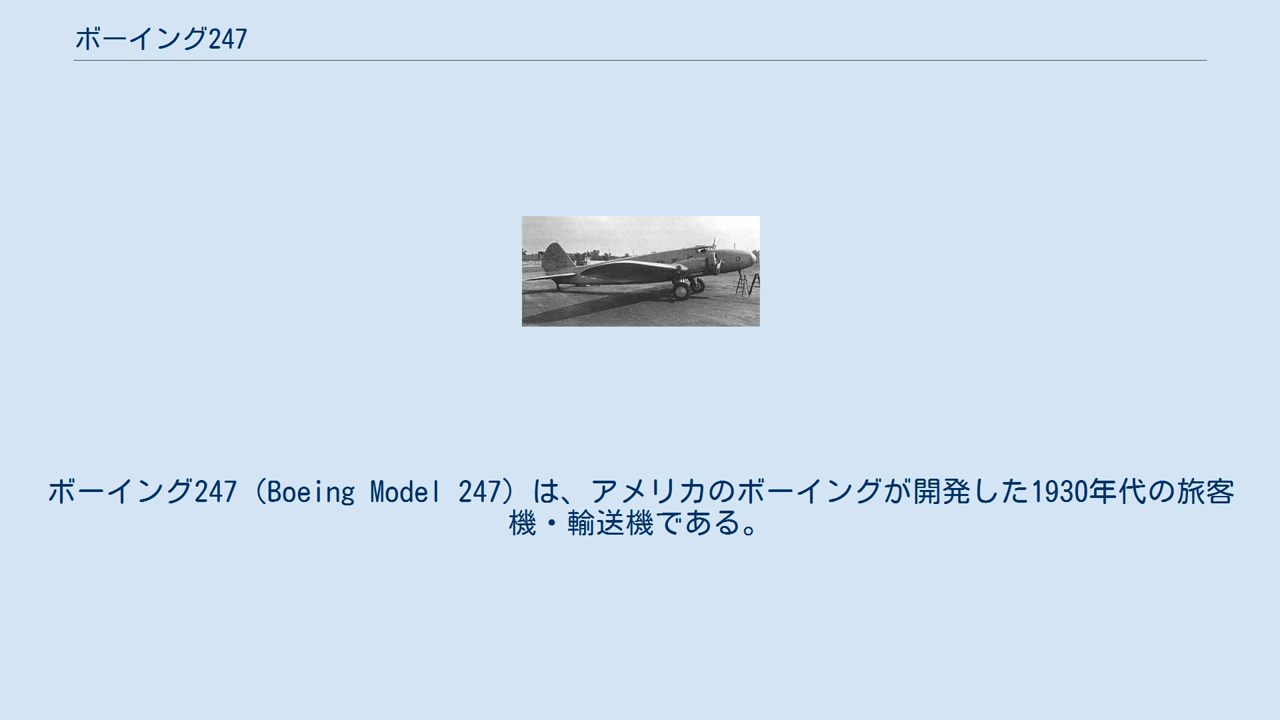 ボーイング247
ボーイング247（Boeing Model 247）は、アメリカのボーイングが開発した1930年代の旅客
機・輸送機である。